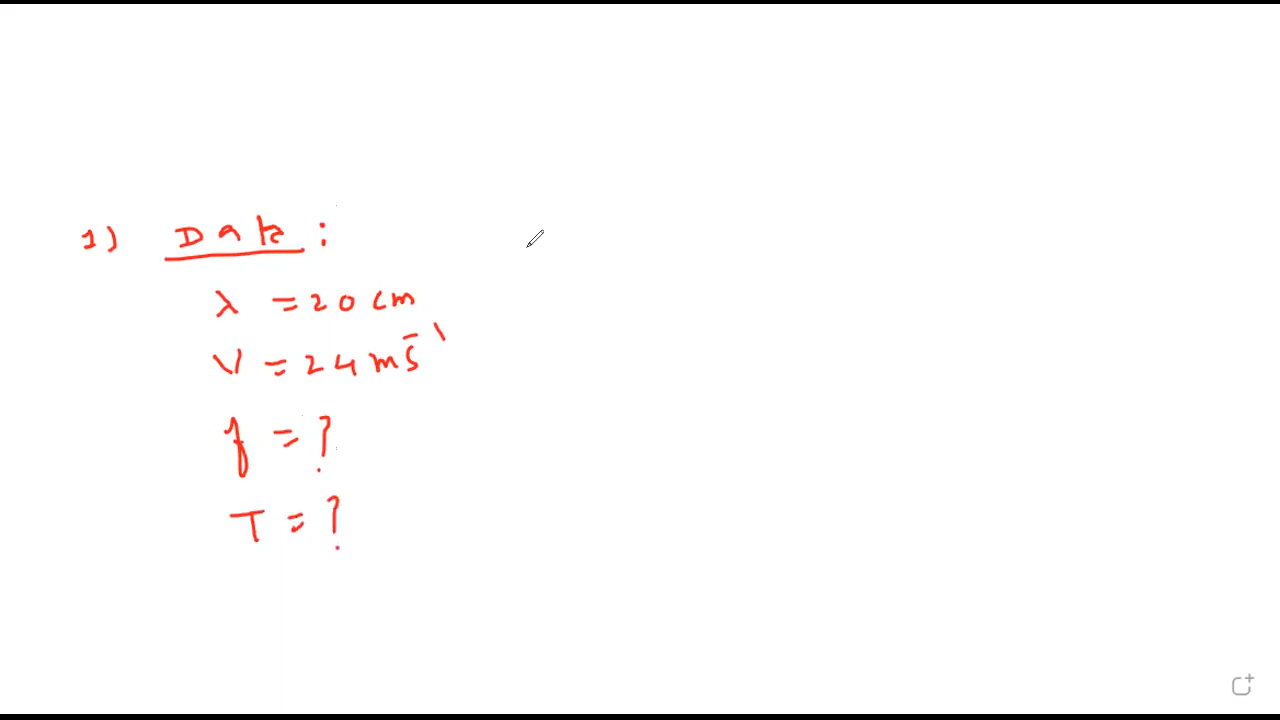 1) Data :
λ = 20 cm
V = 24 ms⁻¹
f = ?
T = ?